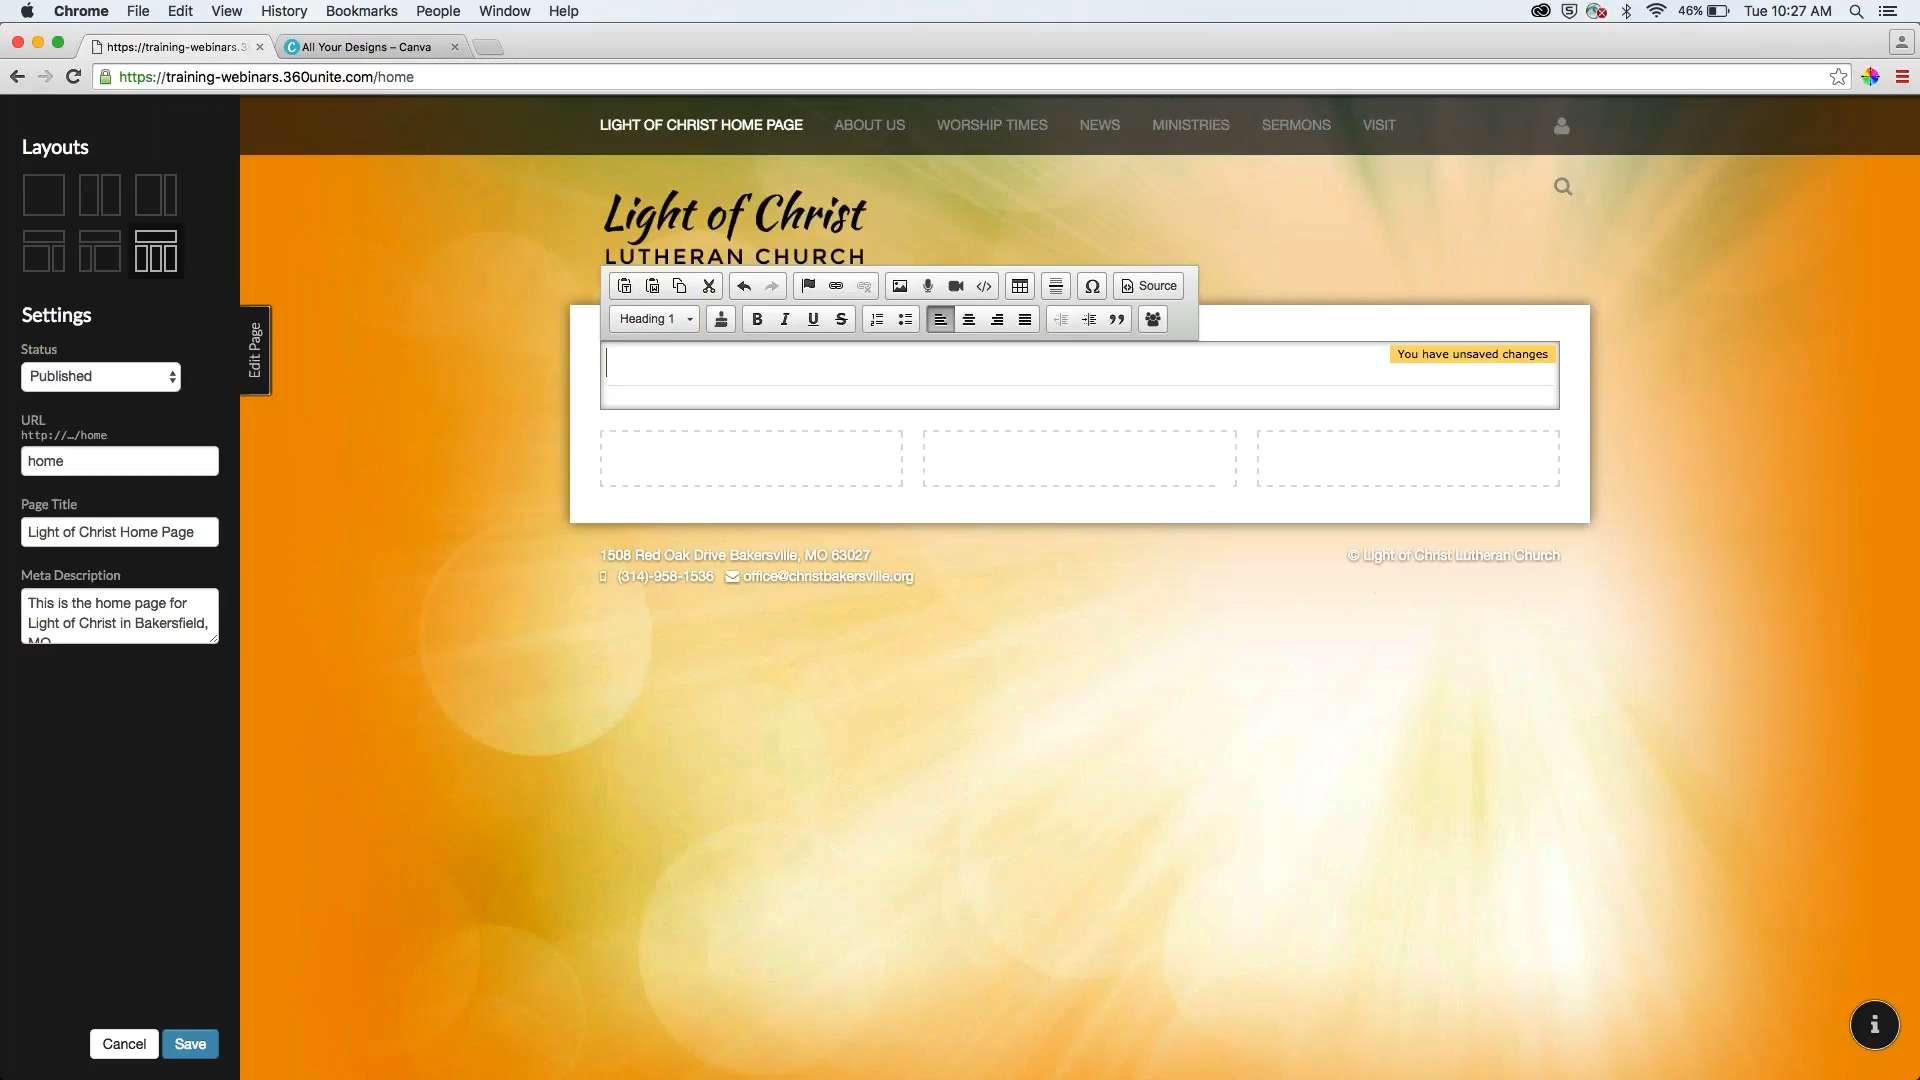 Chrome File Edit View History Bookmarks People Window Help 46% Tue 10:27 AM
https://training-webinars.3 All Your Designs – Canva
https://training-webinars.360unite.com/home
LIGHT OF CHRIST HOME PAGE ABOUT US WORSHIP TIMES NEWS MINISTRIES SERMONS VISIT
Layouts
Light of Christ
LUTHERAN CHURCH
Source
Heading 1 B I U S
You have unsaved changes
Settings
Edit Page
Status
Published
URL
http://…/home
home
Page Title
Light of Christ Home Page
Meta Description
This is the home page for
Light of Christ in Bakersfield,
MO
1508 Red Oak Drive Bakersville, MO 63027
© Light of Christ Lutheran Church
(314)-958-1536 office@christbakersville.org
Cancel Save